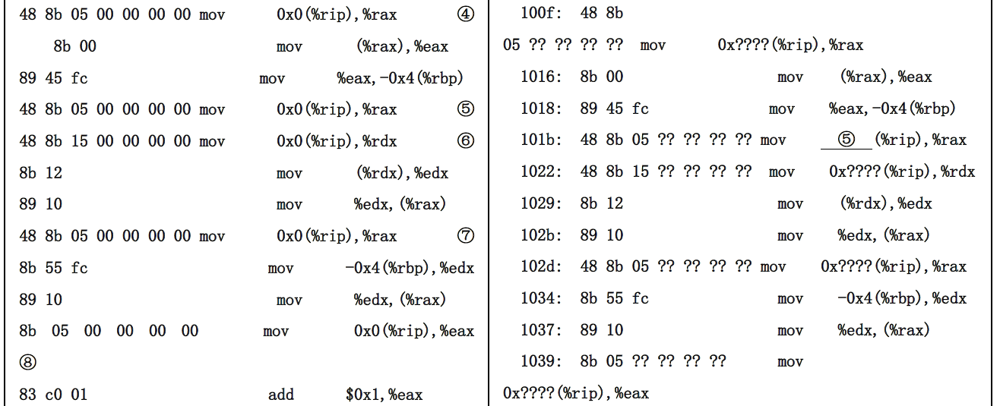 48 8b 05 00 00 00 00 mov 0x0(%rip),%rax ④
8b 00 mov (%rax),%eax
89 45 fc mov %eax,-0x4(%rbp)
48 8b 05 00 00 00 00 mov 0x0(%rip),%rax ⑤
48 8b 15 00 00 00 00 mov 0x0(%rip),%rdx ⑥
8b 12 mov (%rdx),%edx
89 10 mov %edx,(%rax)
48 8b 05 00 00 00 00 mov 0x0(%rip),%rax ⑦
8b 55 fc mov -0x4(%rbp),%edx
89 10 mov %edx,(%rax)
8b 05 00 00 00 00 mov 0x0(%rip),%eax
⑧
83 c0 01 add $0x1,%eax
100f: 48 8b
05 ?? ?? ?? ?? mov 0x????(%rip),%rax
1016: 8b 00 mov (%rax),%eax
1018: 89 45 fc mov %eax,-0x4(%rbp)
101b: 48 8b 05 ?? ?? ?? ?? mov ⑤ (%rip),%rax
1022: 48 8b 15 ?? ?? ?? ?? mov 0x????(%rip),%rdx
1029: 8b 12 mov (%rdx),%edx
102b: 89 10 mov %edx,(%rax)
102d: 48 8b 05 ?? ?? ?? ?? mov 0x????(%rip),%rax
1034: 8b 55 fc mov -0x4(%rbp),%edx
1037: 89 10 mov %edx,(%rax)
1039: 8b 05 ?? ?? ?? ?? mov
0x????(%rip),%eax